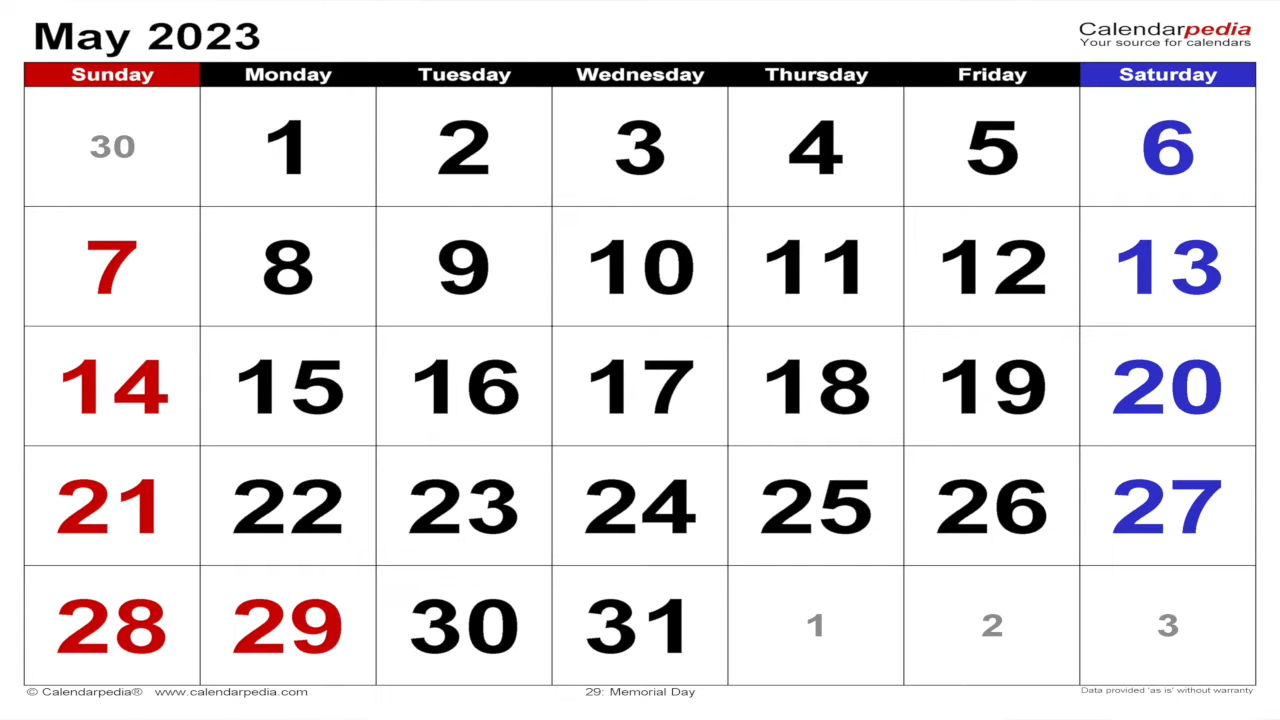 May 2023
Calendarpedia
Your source for calendars
Sunday Monday Tuesday Wednesday Thursday Friday Saturday
30 1 2 3 4 5 6
7 8 9 10 11 12 13
14 15 16 17 18 19 20
21 22 23 24 25 26 27
28 29 30 31 1 2 3
© Calendarpedia® www.calendarpedia.com 29: Memorial Day Data provided 'as is' without warranty